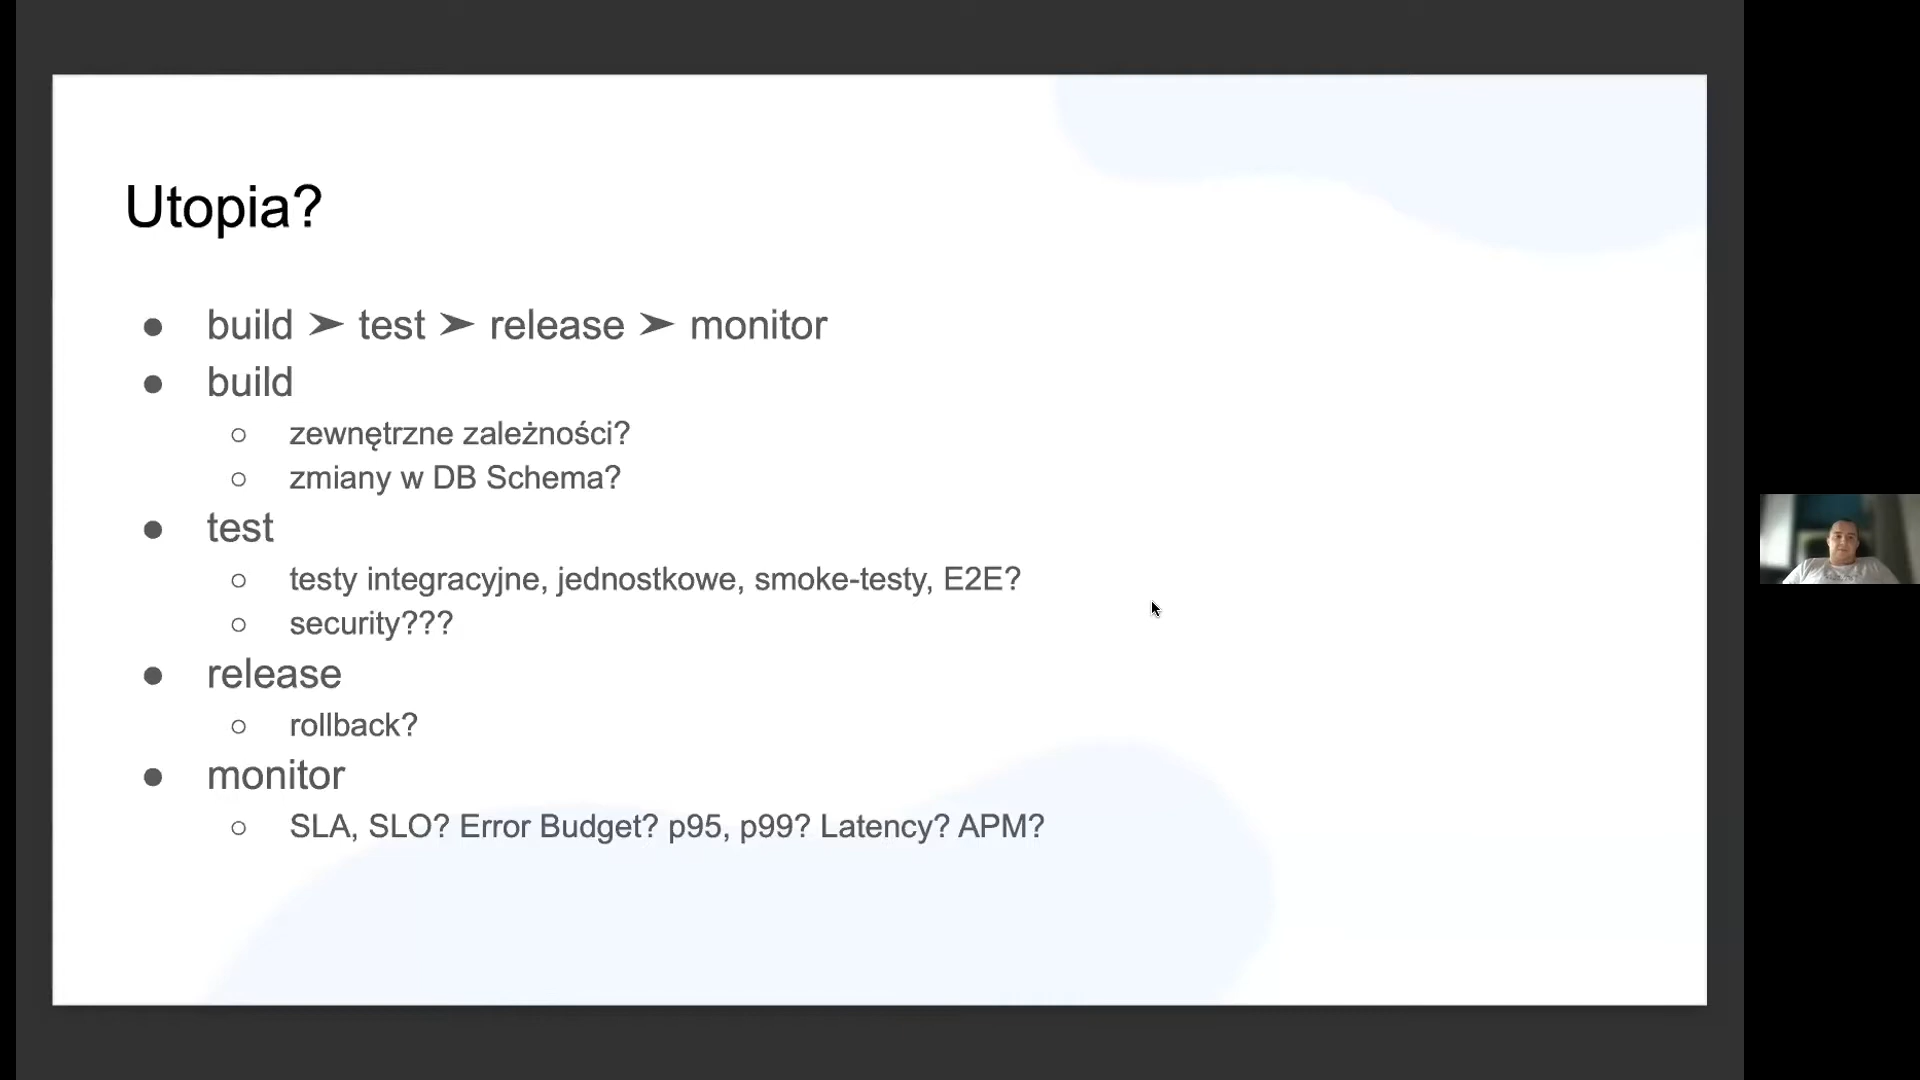 Utopia?
● build ➤ test ➤ release ➤ monitor
● build
○ zewnętrzne zależności?
○ zmiany w DB Schema?
● test
○ testy integracyjne, jednostkowe, smoke-testy, E2E?
○ security???
● release
○ rollback?
● monitor
○ SLA, SLO? Error Budget? p95, p99? Latency? APM?